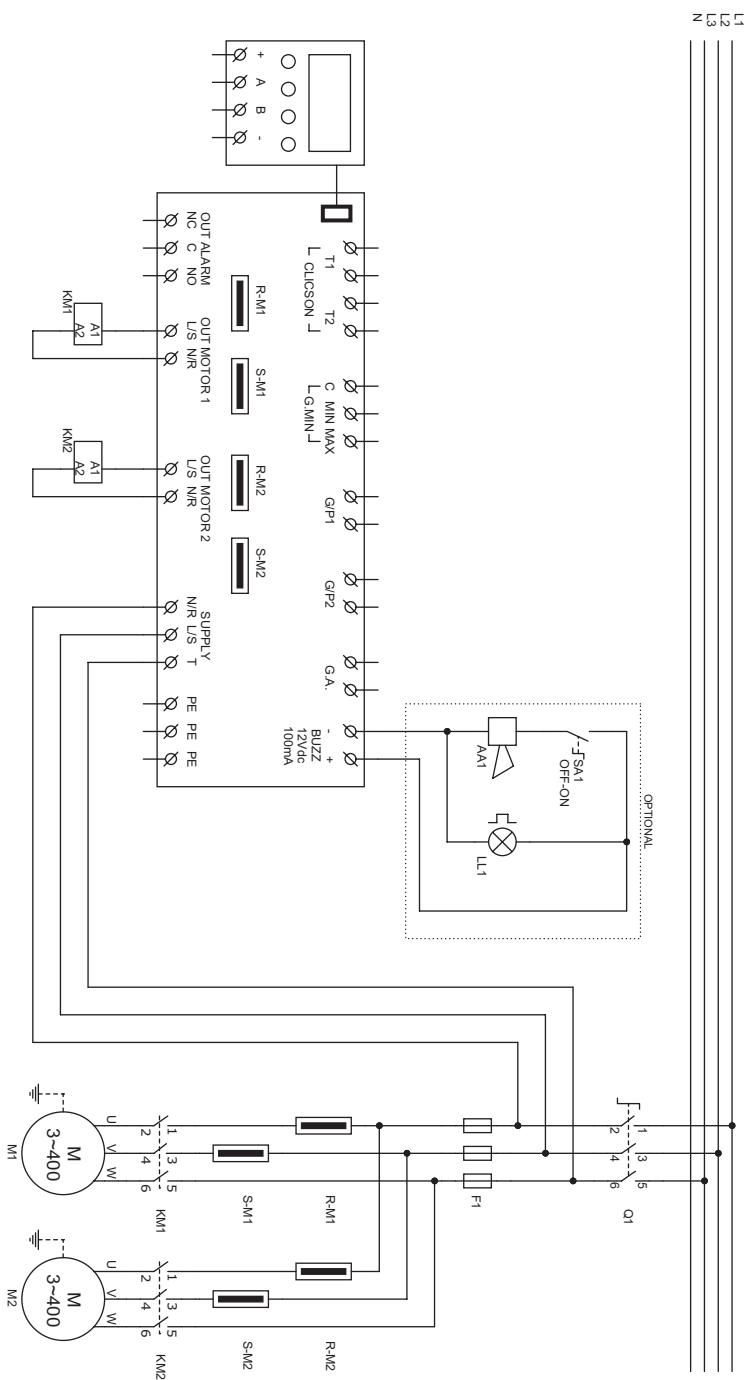 L1
L2
L3
N
+ A B -
T1 T2
CLICSON
C MIN MAX
G.MIN
G/P1
G/P2
G.A.
- +
BUZZ
12Vdc
100mA
R-M1
S-M1
R-M2
S-M2
OUT ALARM
NC C NO
OUT MOTOR 1
L/S N/R
OUT MOTOR 2
L/S N/R
SUPPLY
N/R L/S T
PE
PE
PE
KM1
A1
A2
KM2
A1
A2
OPTIONAL
SA1
OFF-ON
AA1
LL1
1 3 5
2 4 6
Q1
F1
R-M1
S-M1
1 3 5
2 4 6
KM1
U V W
M
3~400
M1
R-M2
S-M2
1 3 5
2 4 6
KM2
U V W
M
3~400
M2